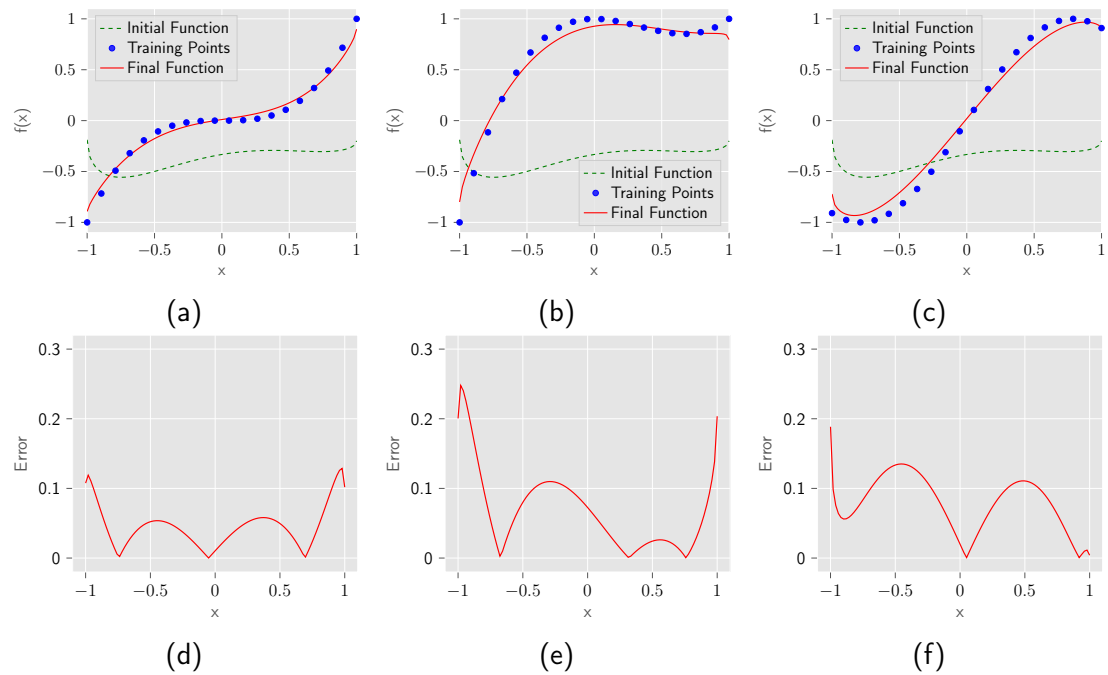 1
0.5
0
−0.5
−1
f(x)
Initial Function
Training Points
Final Function
−1 −0.5 0 0.5 1
x
(a)
1
0.5
0
−0.5
−1
f(x)
Initial Function
Training Points
Final Function
−1 −0.5 0 0.5 1
x
(b)
1
0.5
0
−0.5
−1
f(x)
Initial Function
Training Points
Final Function
−1 −0.5 0 0.5 1
x
(c)
0.3
0.2
0.1
0
Error
−1 −0.5 0 0.5 1
x
(d)
0.3
0.2
0.1
0
Error
−1 −0.5 0 0.5 1
x
(e)
0.3
0.2
0.1
0
Error
−1 −0.5 0 0.5 1
x
(f)